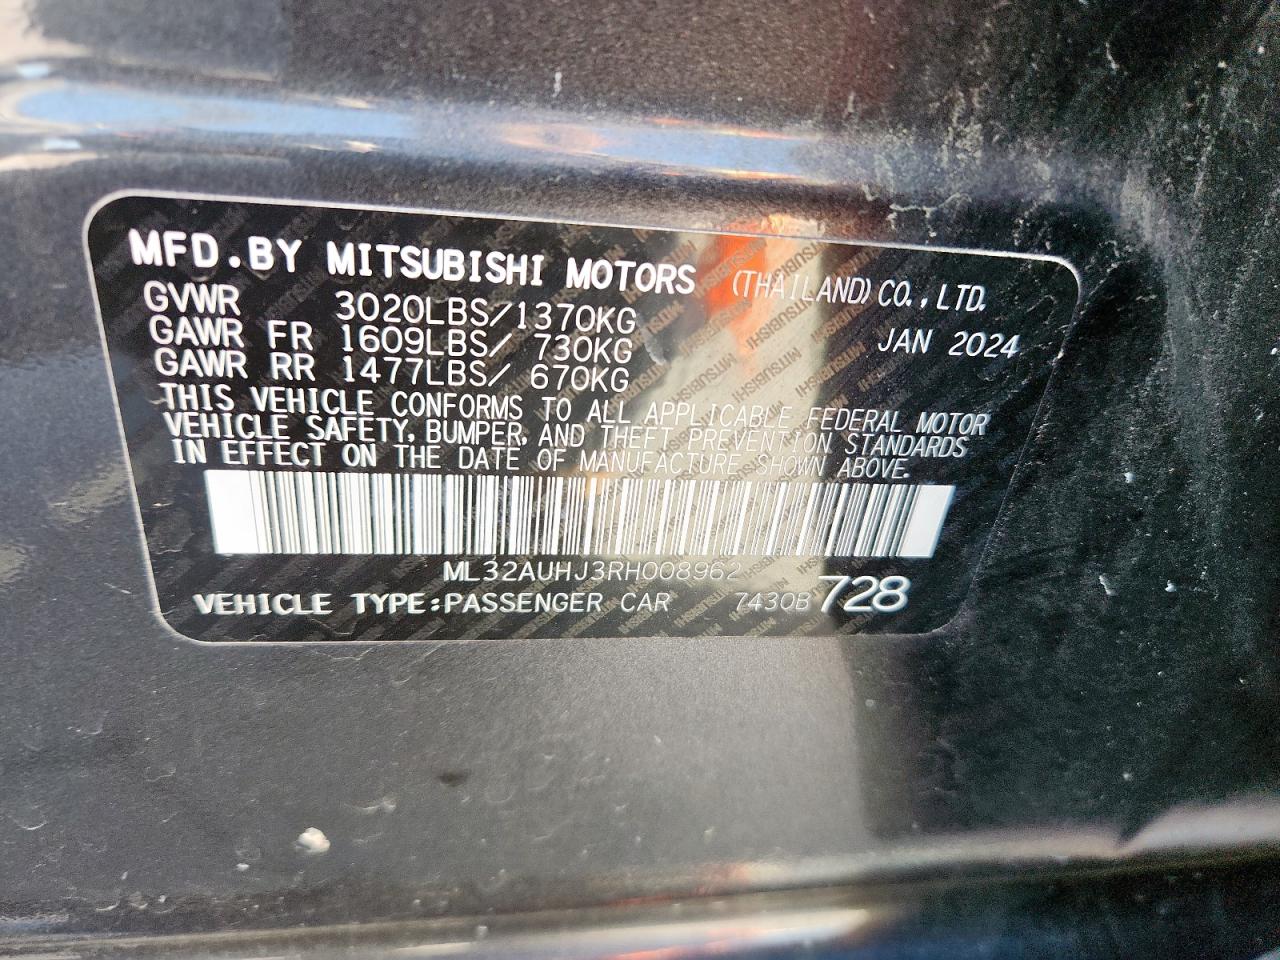 MFD.BY MITSUBISHI MOTORS (THAILAND) CO., LTD.
GVWR 3020LBS/1370KG
GAWR FR 1609LBS/ 730KG JAN 2024
GAWR RR 1477LBS/ 670KG
THIS VEHICLE CONFORMS TO ALL APPLICABLE FEDERAL MOTOR
VEHICLE SAFETY, BUMPER, AND THEFT PREVENTION STANDARDS
IN EFFECT ON THE DATE OF MANUFACTURE SHOWN ABOVE.
ML32AUHJ3RH008962
VEHICLE TYPE:PASSENGER CAR 7430B 728